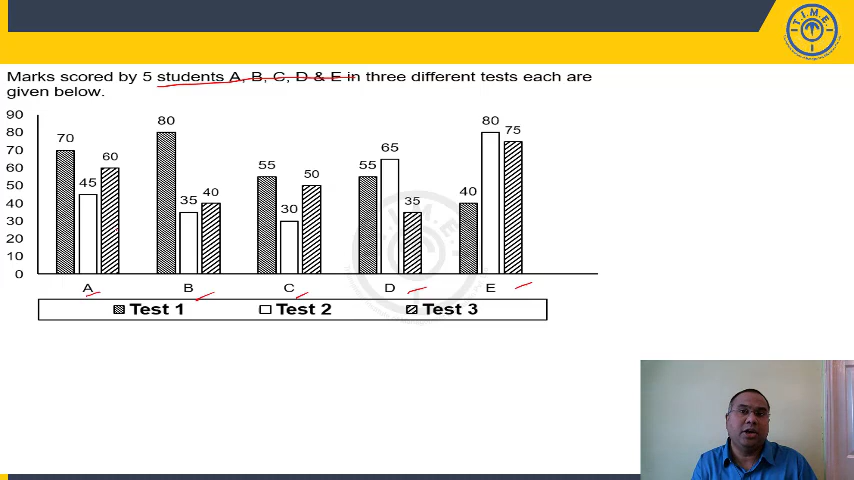 T.I.M.E.
Marks scored by 5 students A, B, C, D & E in three different tests each are
given below.
90
80
70
60
50
40
30
20
10
0
70 45 60
80 35 40
55 30 50
55 65 35
40 80 75
A B C D E
Test 1 Test 2 Test 3
T.I.M.E.